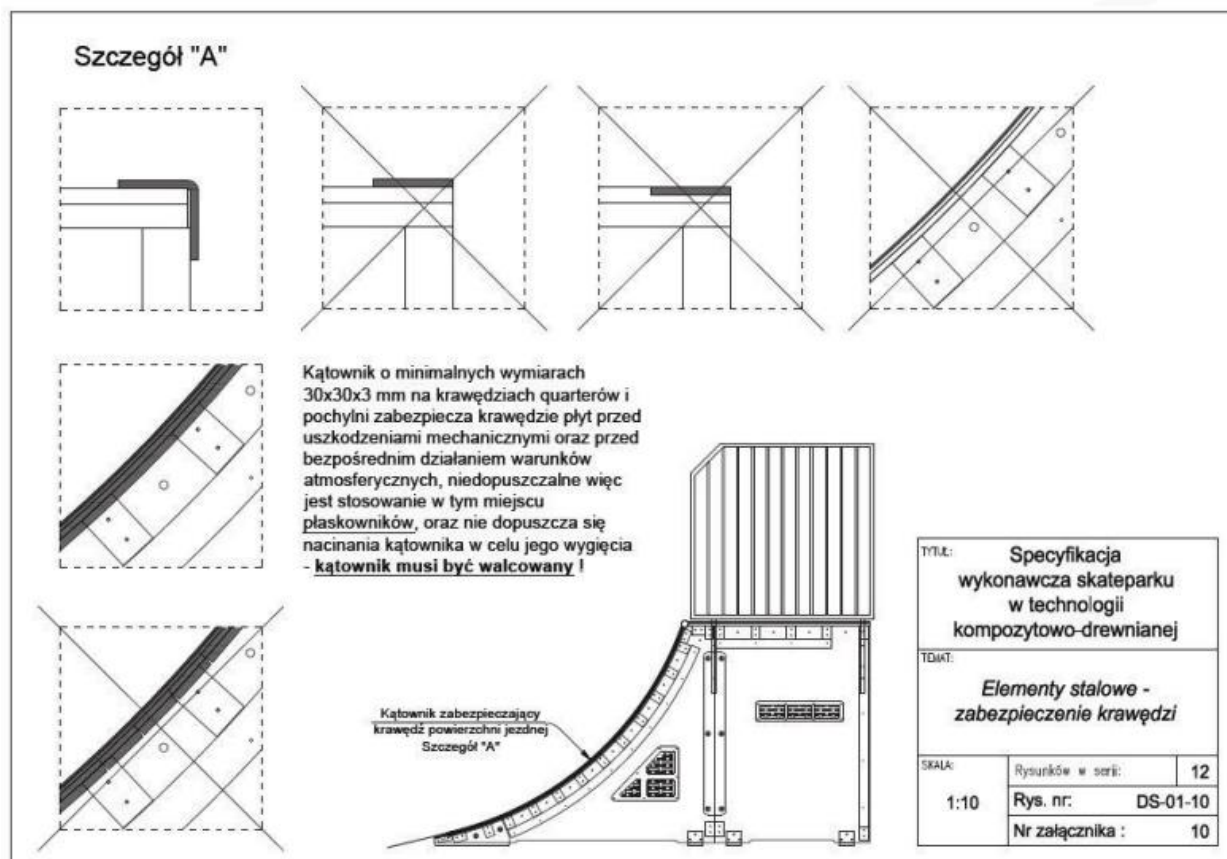 Szczegół "A"
Kątownik o minimalnych wymiarach
30x30x3 mm na krawędziach quarterów i
pochylni zabezpiecza krawędzie płyt przed
uszkodzeniami mechanicznymi oraz przed
bezpośrednim działaniem warunków
atmosferycznych, niedopuszczalne więc
jest stosowanie w tym miejscu
płaskowników, oraz nie dopuszcza się
nacinania kątownika w celu jego wygięcia
- kątownik musi być walcowany !
Kątownik zabezpieczający
krawędź powierzchni jezdnej
Szczegół "A"
TYTUŁ:
Specyfikacja
wykonawcza skateparku
w technologii
kompozytowo-drewnianej
TEMAT:
Elementy stalowe -
zabezpieczenie krawędzi
SKALA:
1:10
Rysunków w serii: 12
Rys. nr: DS-01-10
Nr załącznika : 10